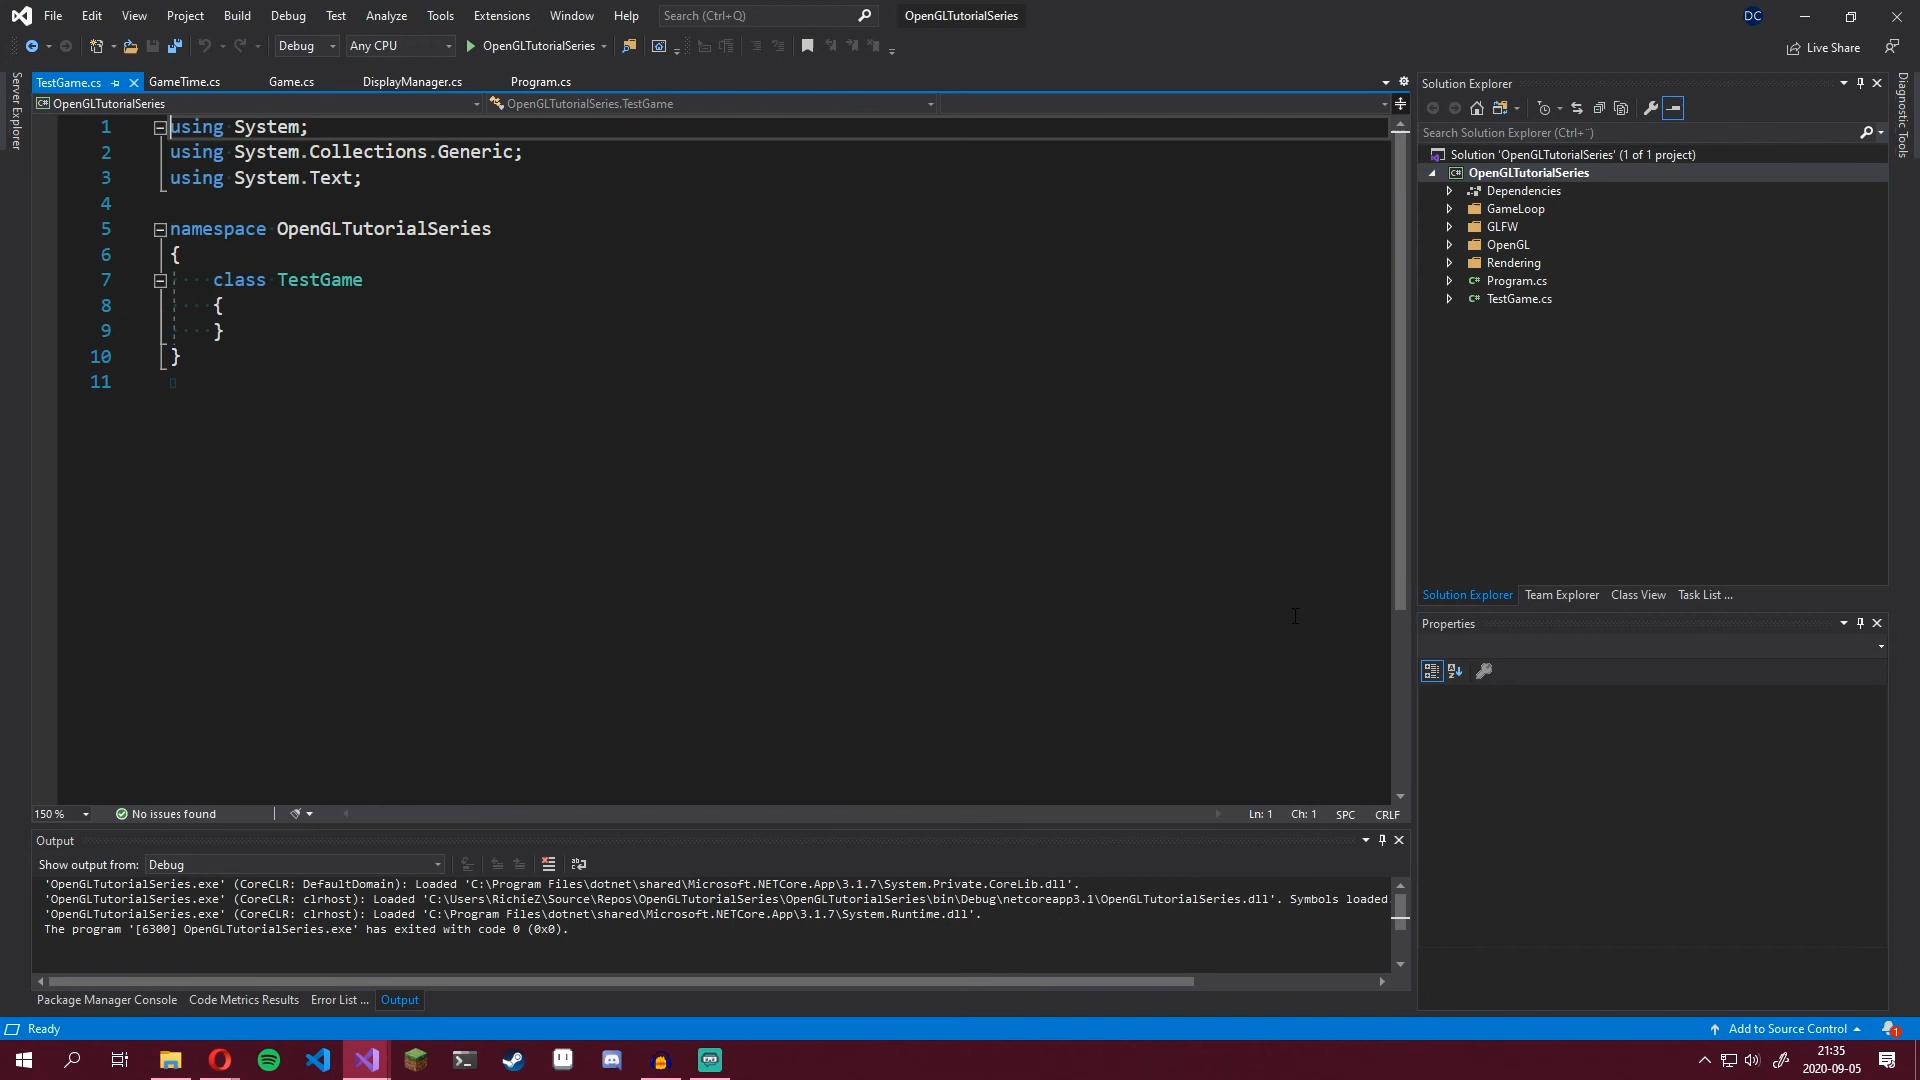 File Edit View Project Build Debug Test Analyze Tools Extensions Window Help Search (Ctrl+Q) OpenGLTutorialSeries DC
Debug Any CPU OpenGLTutorialSeries Live Share
Server Explorer
TestGame.cs GameTime.cs Game.cs DisplayManager.cs Program.cs
C# OpenGLTutorialSeries OpenGLTutorialSeries.TestGame
1 using System;
2 using System.Collections.Generic;
3 using System.Text;
4
5 namespace OpenGLTutorialSeries
6 {
7 class TestGame
8 {
9 }
10 }
11
150 % No issues found Ln: 1 Ch: 1 SPC CRLF
Output
Show output from: Debug
'OpenGLTutorialSeries.exe' (CoreCLR: DefaultDomain): Loaded 'C:\Program Files\dotnet\shared\Microsoft.NETCore.App\3.1.7\System.Private.CoreLib.dll'.
'OpenGLTutorialSeries.exe' (CoreCLR: clrhost): Loaded 'C:\Users\RichieZ\Source\Repos\OpenGLTutorialSeries\OpenGLTutorialSeries\bin\Debug\netcoreapp3.1\OpenGLTutorialSeries.dll'. Symbols loaded.
'OpenGLTutorialSeries.exe' (CoreCLR: clrhost): Loaded 'C:\Program Files\dotnet\shared\Microsoft.NETCore.App\3.1.7\System.Runtime.dll'.
The program '[6300] OpenGLTutorialSeries.exe' has exited with code 0 (0x0).
Package Manager Console Code Metrics Results Error List ... Output
Solution Explorer
Search Solution Explorer (Ctrl+¨)
Solution 'OpenGLTutorialSeries' (1 of 1 project)
C# OpenGLTutorialSeries
Dependencies
GameLoop
GLFW
OpenGL
Rendering
C# Program.cs
C# TestGame.cs
Solution Explorer Team Explorer Class View Task List ...
Properties
Diagnostic Tools
Ready Add to Source Control 1
21:35
2020-09-05